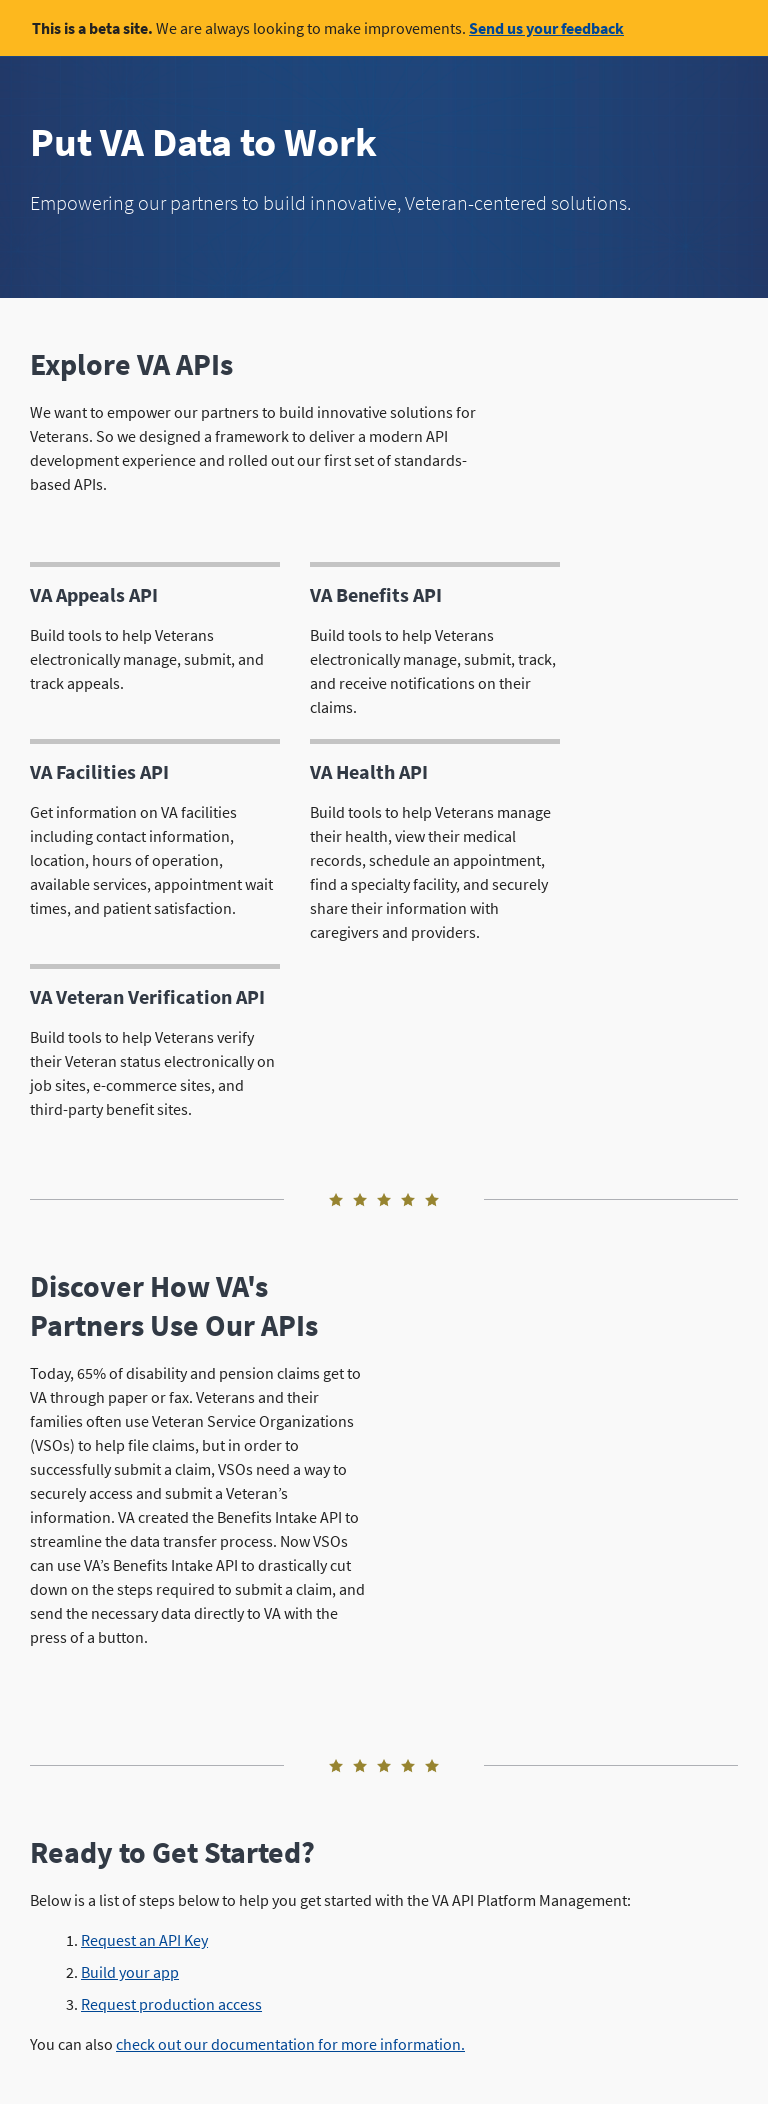 This is a beta site. We are always looking to make improvements. Send us your feedback
Put VA Data to Work
Empowering our partners to build innovative, Veteran-centered solutions.
Explore VA APIs
We want to empower our partners to build innovative solutions for
Veterans. So we designed a framework to deliver a modern API
development experience and rolled out our first set of standards-
based APIs.
VA Appeals API
Build tools to help Veterans
electronically manage, submit, and
track appeals.
VA Benefits API
Build tools to help Veterans
electronically manage, submit, track,
and receive notifications on their
claims.
VA Facilities API
Get information on VA facilities
including contact information,
location, hours of operation,
available services, appointment wait
times, and patient satisfaction.
VA Health API
Build tools to help Veterans manage
their health, view their medical
records, schedule an appointment,
find a specialty facility, and securely
share their information with
caregivers and providers.
VA Veteran Verification API
Build tools to help Veterans verify
their Veteran status electronically on
job sites, e-commerce sites, and
third-party benefit sites.
Discover How VA's
Partners Use Our APIs
Today, 65% of disability and pension claims get to
VA through paper or fax. Veterans and their
families often use Veteran Service Organizations
(VSOs) to help file claims, but in order to
successfully submit a claim, VSOs need a way to
securely access and submit a Veteran’s
information. VA created the Benefits Intake API to
streamline the data transfer process. Now VSOs
can use VA’s Benefits Intake API to drastically cut
down on the steps required to submit a claim, and
send the necessary data directly to VA with the
press of a button.
Ready to Get Started?
Below is a list of steps below to help you get started with the VA API Platform Management:
1. Request an API Key
2. Build your app
3. Request production access
You can also check out our documentation for more information.